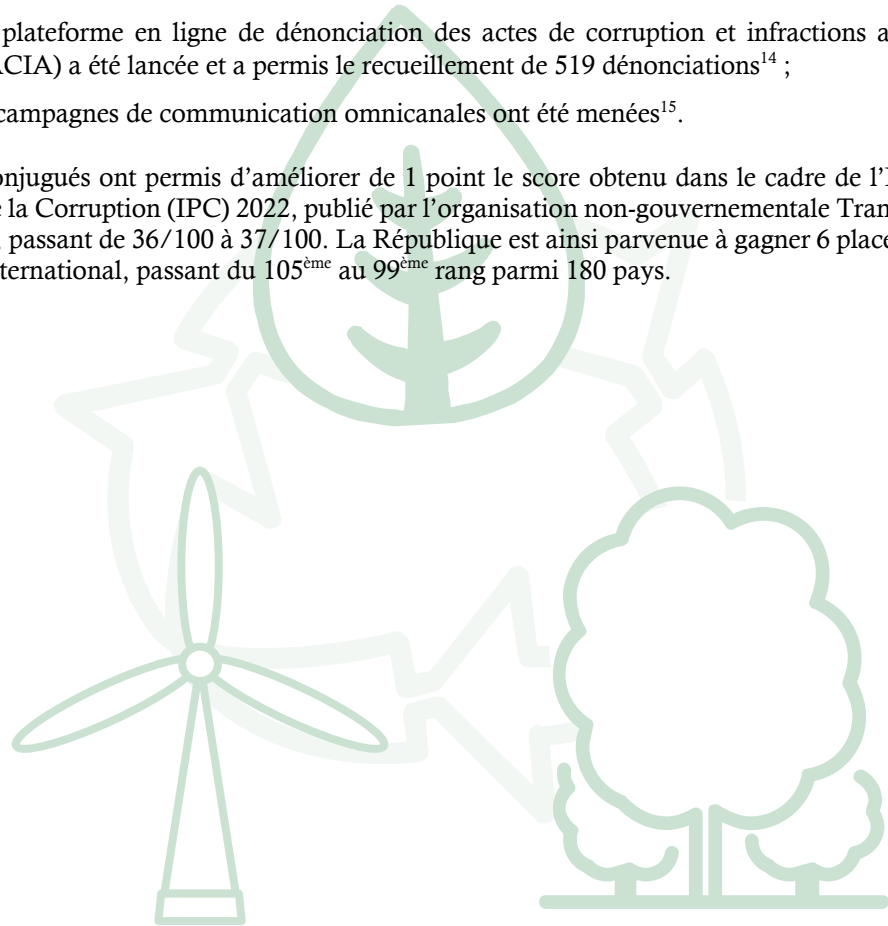 plateforme en ligne de dénonciation des actes de corruption et infractions a
ACIA) a été lancée et a permis le recueillement de 519 dénonciations14 ;
campagnes de communication omnicanales ont été menées15.
onjugués ont permis d’améliorer de 1 point le score obtenu dans le cadre de l’I
e la Corruption (IPC) 2022, publié par l’organisation non-gouvernementale Tran
, passant de 36/100 à 37/100. La République est ainsi parvenue à gagner 6 place
ternational, passant du 105ème au 99ème rang parmi 180 pays.